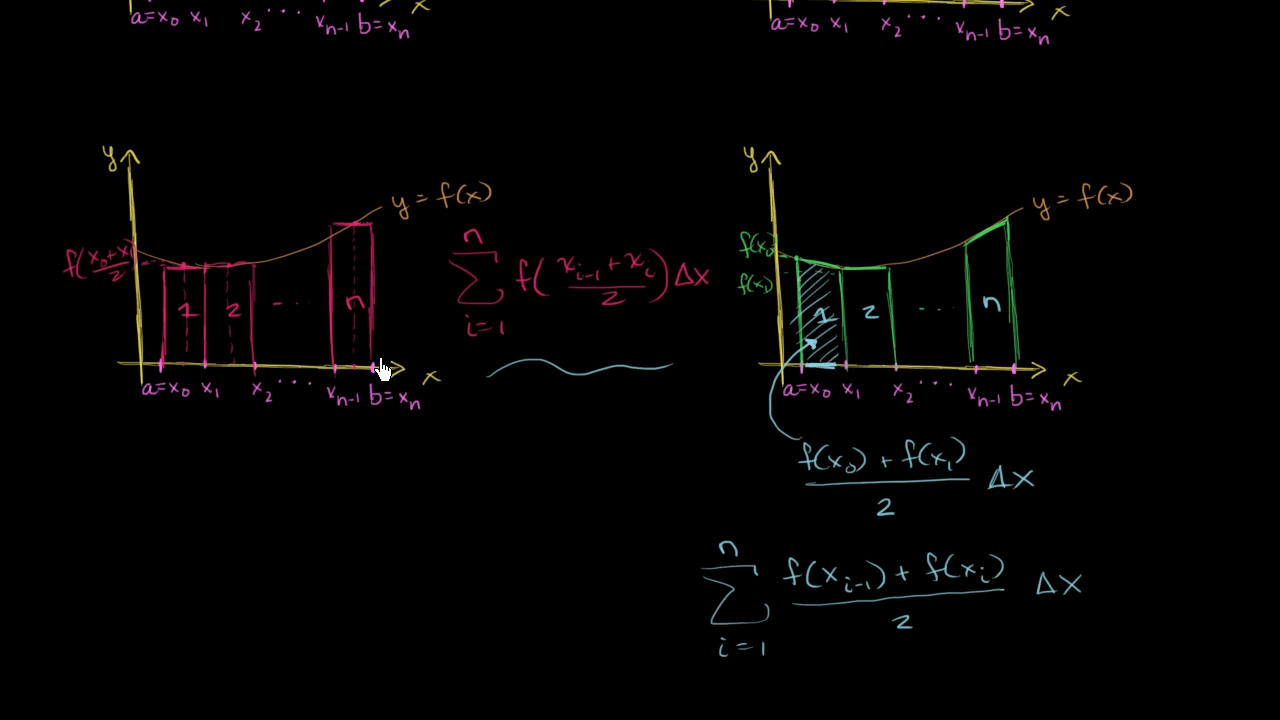 x
a=x₀ x₁ x₂ ··· xₙ₋₁ b=xₙ
x
a=x₀ x₁ x₂ ··· xₙ₋₁ b=xₙ
y
y = f(x)
f(x₀+x₁/2)
1 2 ··· n
x
a=x₀ x₁ x₂ ··· xₙ₋₁ b=xₙ
n
∑ f((xᵢ₋₁ + xᵢ)/2) Δx
i=1
y
y = f(x)
f(x₀)
f(x₁)
1 2 ···· n
x
a=x₀ x₁ x₂ ··· xₙ₋₁ b=xₙ
f(x₀) + f(x₁)
2
Δx
n
∑ f(xᵢ₋₁) + f(xᵢ)
2
Δx
i=1